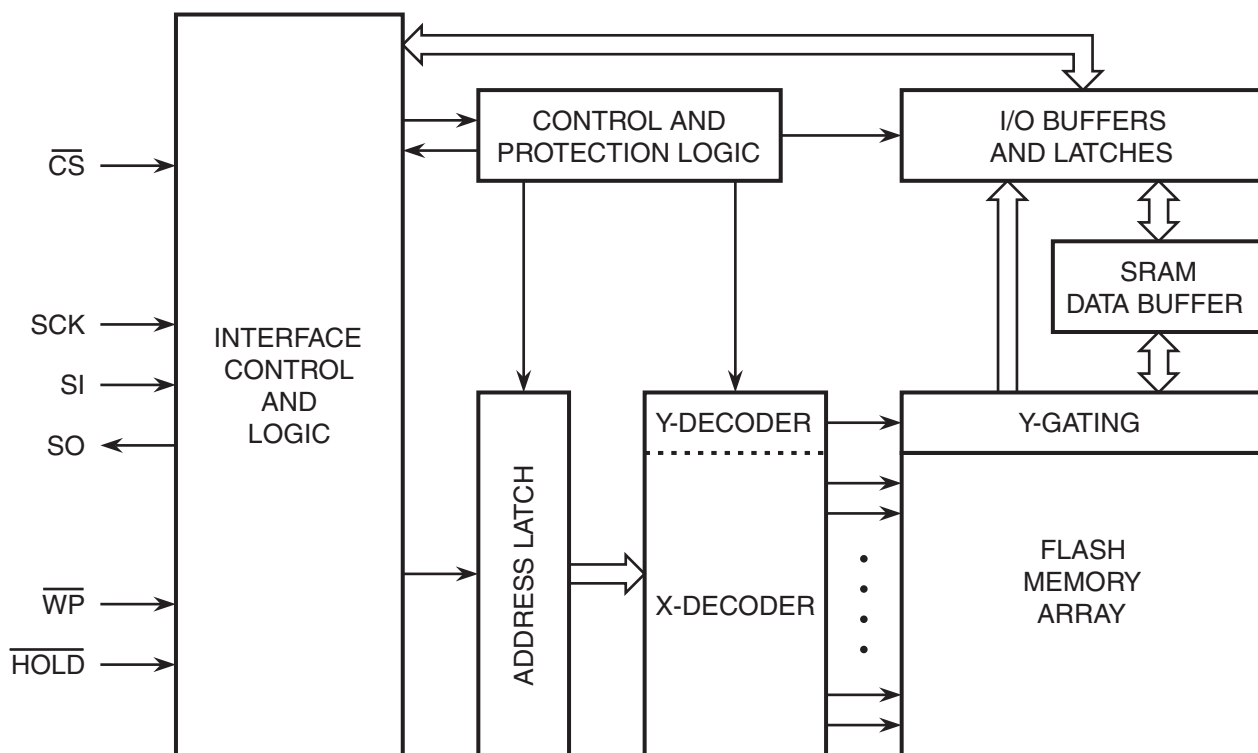 CS
SCK
SI
SO
WP
HOLD
INTERFACE
CONTROL
AND
LOGIC
CONTROL AND
PROTECTION LOGIC
I/O BUFFERS
AND LATCHES
SRAM
DATA BUFFER
ADDRESS LATCH
Y-DECODER
X-DECODER
Y-GATING
FLASH
MEMORY
ARRAY